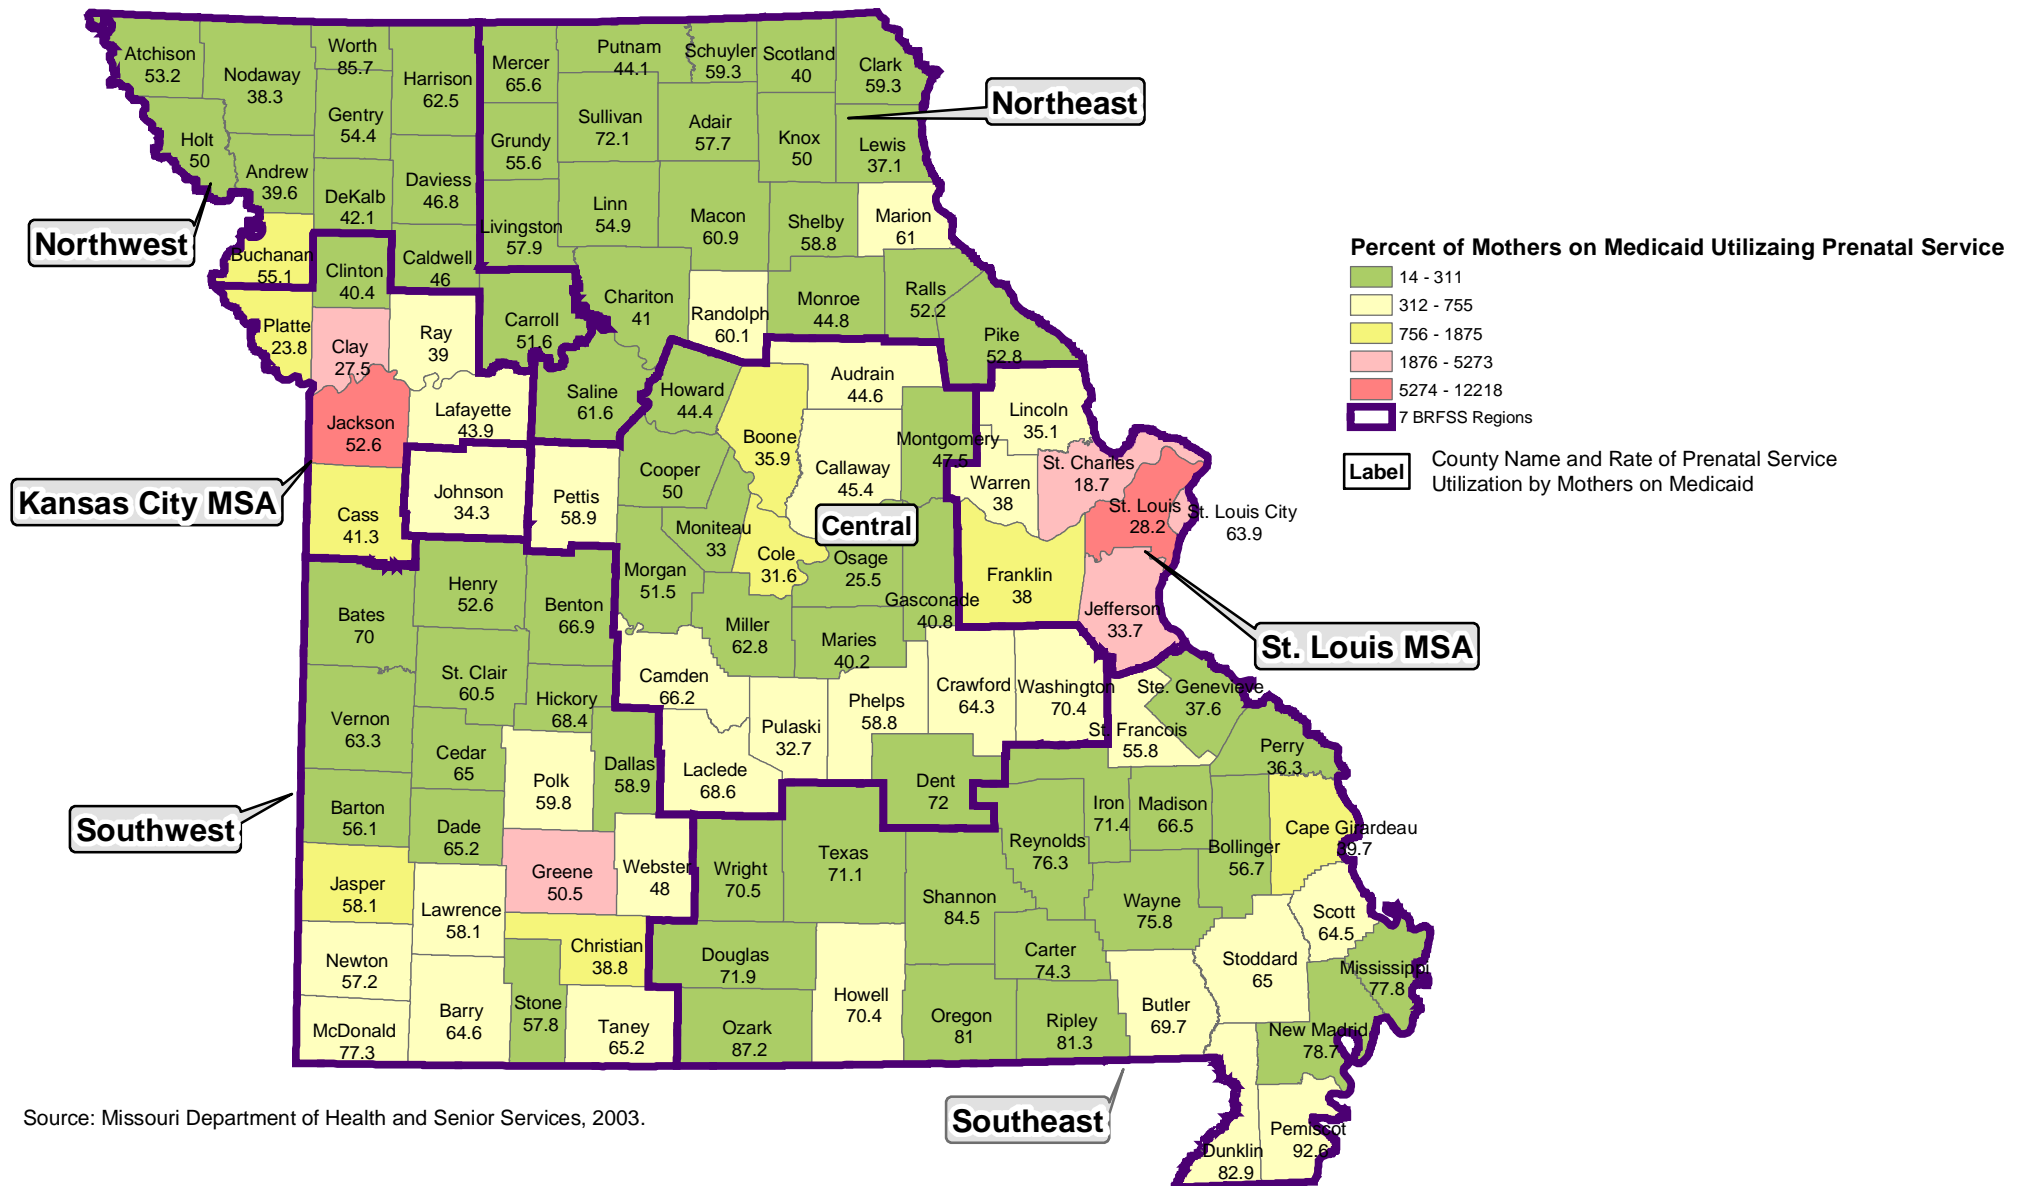 Atchison
53.2
Nodaway
38.3
Worth
85.7
Harrison
62.5
Mercer
65.6
Putnam
44.1
Schuyler
59.3
Scotland
40
Clark
59.3
Gentry
54.4
Holt
50
Andrew
39.6
DeKalb
42.1
Daviess
46.8
Grundy
55.6
Sullivan
72.1
Adair
57.7
Knox
50
Lewis
37.1
Northeast
Northwest
Buchanan
55.1
Clinton
40.4
Caldwell
46
Livingston
57.9
Linn
54.9
Macon
60.9
Shelby
58.8
Marion
61
Platte
23.8
Clay
27.5
Ray
39
Carroll
51.6
Chariton
41
Randolph
60.1
Monroe
44.8
Ralls
52.2
Pike
52.8
Jackson
52.6
Lafayette
43.9
Saline
61.6
Howard
44.4
Boone
35.9
Audrain
44.6
Callaway
45.4
Montgomery
47.5
Lincoln
35.1
Warren
38
St. Charles
18.7
St. Louis
28.2
St. Louis City
63.9
Kansas City MSA
Cass
41.3
Johnson
34.3
Pettis
58.9
Cooper
50
Moniteau
33
Cole
31.6
Central
Osage
25.5
Gasconade
40.8
Franklin
38
Jefferson
33.7
St. Louis MSA
Bates
70
Henry
52.6
Benton
66.9
Morgan
51.5
Miller
62.8
Maries
40.2
Camden
66.2
Pulaski
32.7
Phelps
58.8
Crawford
64.3
Washington
70.4
Ste. Genevieve
37.6
St. Francois
55.8
Perry
36.3
Vernon
63.3
St. Clair
60.5
Hickory
68.4
Cedar
65
Polk
59.8
Dallas
58.9
Laclede
68.6
Dent
72
Southwest
Barton
56.1
Dade
65.2
Greene
50.5
Webster
48
Wright
70.5
Texas
71.1
Shannon
84.5
Reynolds
76.3
Iron
71.4
Madison
66.5
Bollinger
56.7
Cape Girardeau
39.7
Jasper
58.1
Lawrence
58.1
Christian
38.8
Douglas
71.9
Howell
70.4
Carter
74.3
Wayne
75.8
Scott
64.5
Stoddard
65
Mississippi
77.8
Newton
57.2
McDonald
77.3
Barry
64.6
Stone
57.8
Taney
65.2
Ozark
87.2
Oregon
81
Ripley
81.3
Butler
69.7
New Madrid
78.7
Pemiscot
92.6
Dunklin
82.9
Southeast
Percent of Mothers on Medicaid Utilizaing Prenatal Service
14 - 311
312 - 755
756 - 1875
1876 - 5273
5274 - 12218
7 BRFSS Regions
Label
County Name and Rate of Prenatal Service
Utilization by Mothers on Medicaid
Source: Missouri Department of Health and Senior Services, 2003.